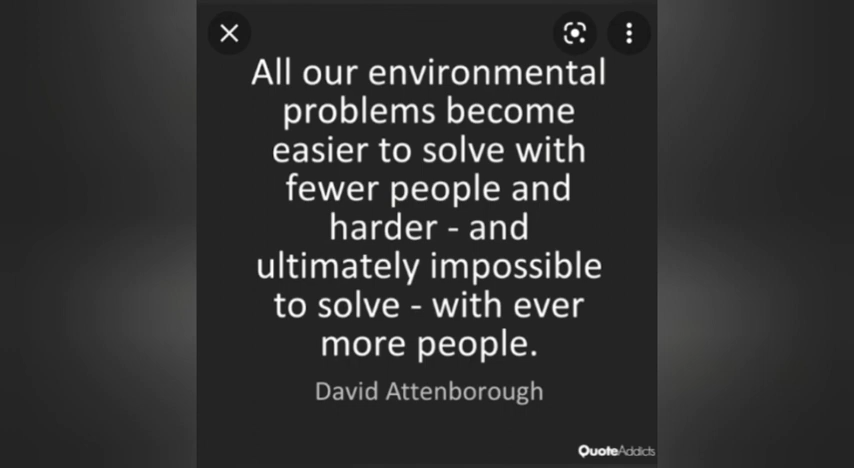 All our environmental
problems become
easier to solve with
fewer people and
harder - and
ultimately impossible
to solve - with ever
more people.
David Attenborough
QuoteAddicts